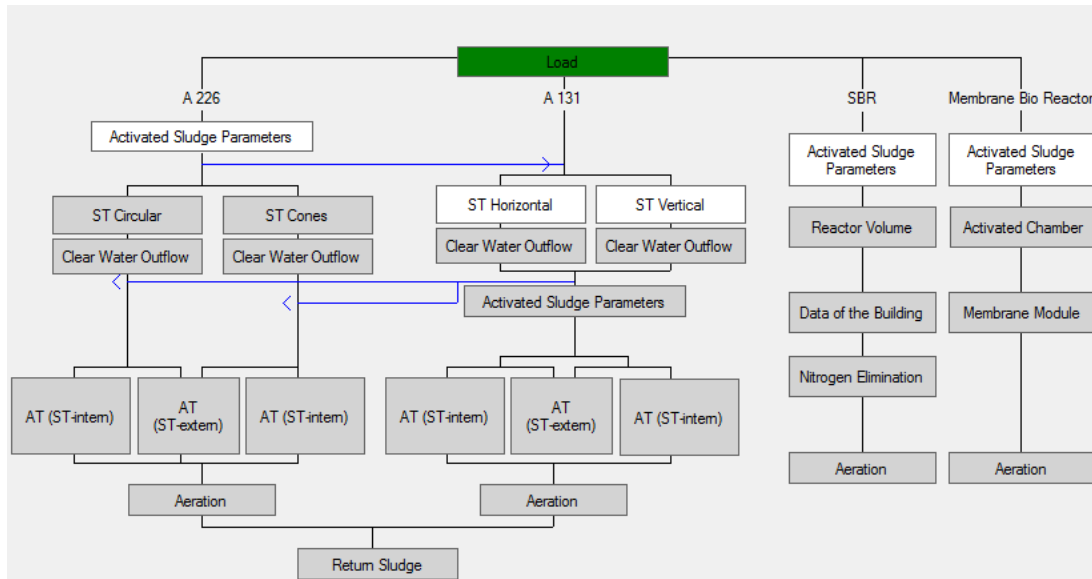 Load
A 226
A 131
SBR
Membrane Bio Reactor
Activated Sludge Parameters
Activated Sludge
Parameters
Activated Sludge
Parameters
ST Circular
ST Cones
ST Horizontal
ST Vertical
Reactor Volume
Activated Chamber
Clear Water Outflow
Clear Water Outflow
Clear Water Outflow
Clear Water Outflow
Activated Sludge Parameters
Data of the Building
Membrane Module
Nitrogen Elimination
AT (ST-intern)
AT
(ST-extern)
AT (ST-intern)
AT (ST-intern)
AT
(ST-extern)
AT (ST-intern)
Aeration
Aeration
Aeration
Aeration
Return Sludge